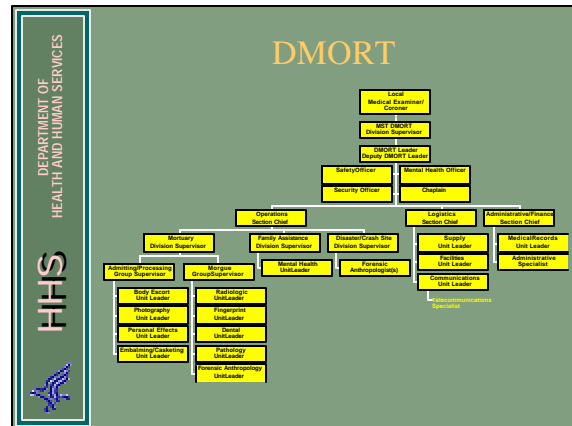 DEPARTMENT OF
HEALTH AND HUMAN SERVICES
HHS
DMORT
Local
Medical Examiner/
Coroner
MST DMORT
Division Supervisor
DMORT Leader
Deputy DMORT Leader
SafetyOfficer
Mental Health Officer
Security Officer
Chaplain
Operations
Section Chief
Logistics
Section Chief
Administrative/Finance
Section Chief
Mortuary
Division Supervisor
Family Assistance
Division Supervisor
Disaster/Crash Site
Division Supervisor
Supply
Unit Leader
Medical/Records
Unit Leader
Admitting/Processing
Group Supervisor
Morgue
GroupSupervisor
Mental Health
UnitLeader
Forensic
Anthropologist(s)
Facilities
Unit Leader
Administrative
Specialist
Communications
Unit Leader
Telecommunications
Specialist
Body Escort
Unit Leader
Radiologic
UnitLeader
Photography
Unit Leader
Fingerprint
UnitLeader
Personal Effects
Unit Leader
Dental
UnitLeader
Embalming/Casketing
Unit Leader
Pathology
UnitLeader
Forensic Anthropology
UnitLeader